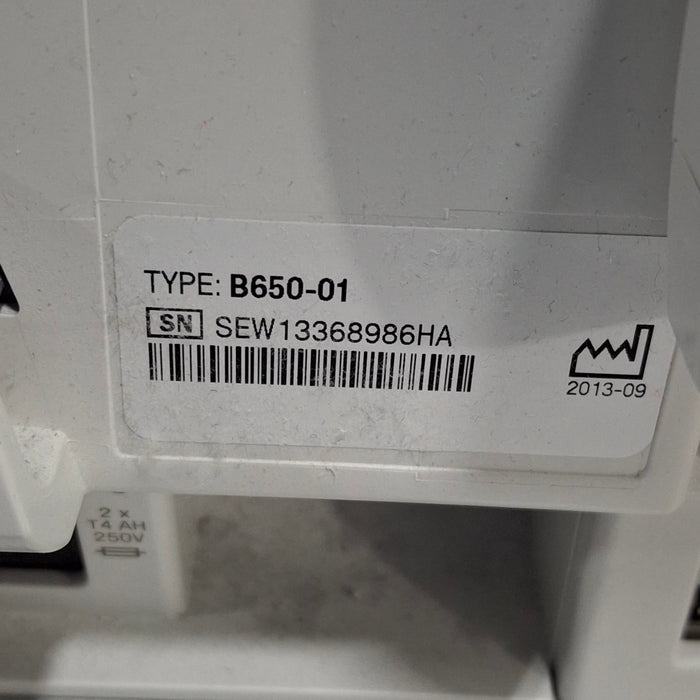 TYPE: B650-01
SN SEW13368986HA
2013-09
2 x
T4 AH
250V